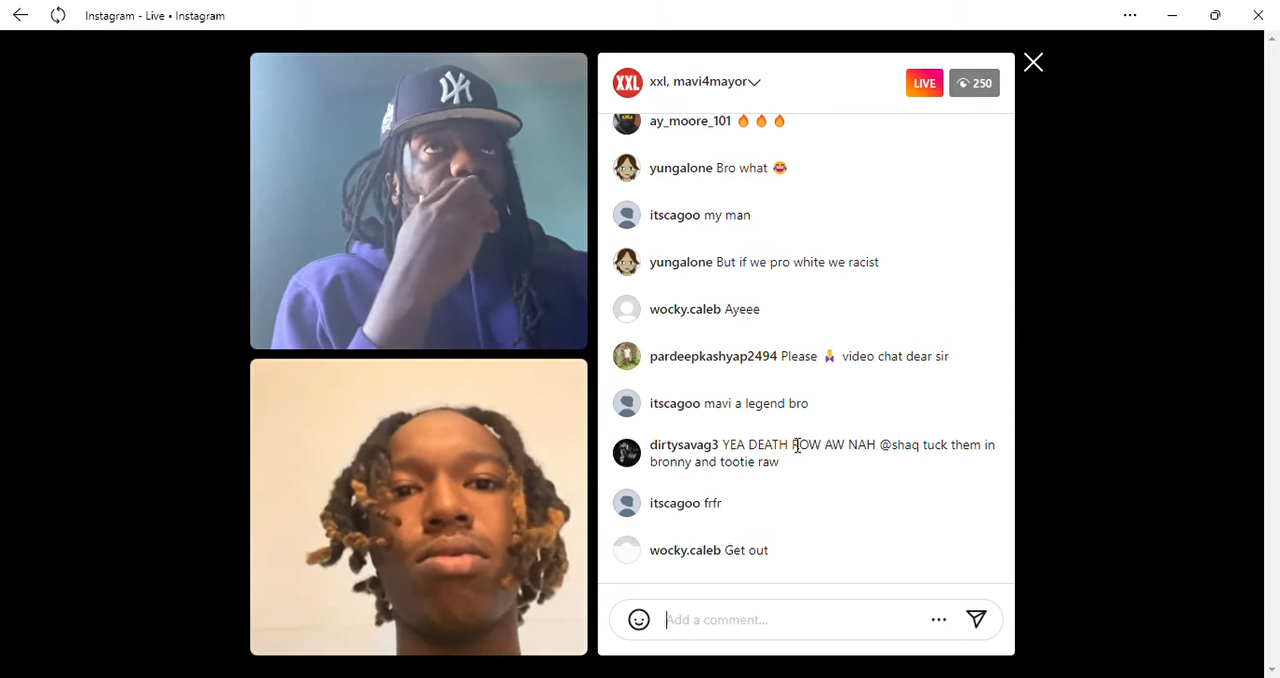 Instagram - Live • Instagram
NY
XXL xxl, mavi4mayor
LIVE 250
ay_moore_101 🔥 🔥 🔥
yungalone Bro what 😂
itscagoo my man
yungalone But if we pro white we racist
wocky.caleb Ayeee
pardeepkashyap2494 Please video chat dear sir
itscagoo mavi a legend bro
dirtysavag3 YEA DEATH ROW AW NAH @shaq tuck them in
bronny and tootie raw
itscagoo frfr
wocky.caleb Get out
Add a comment...